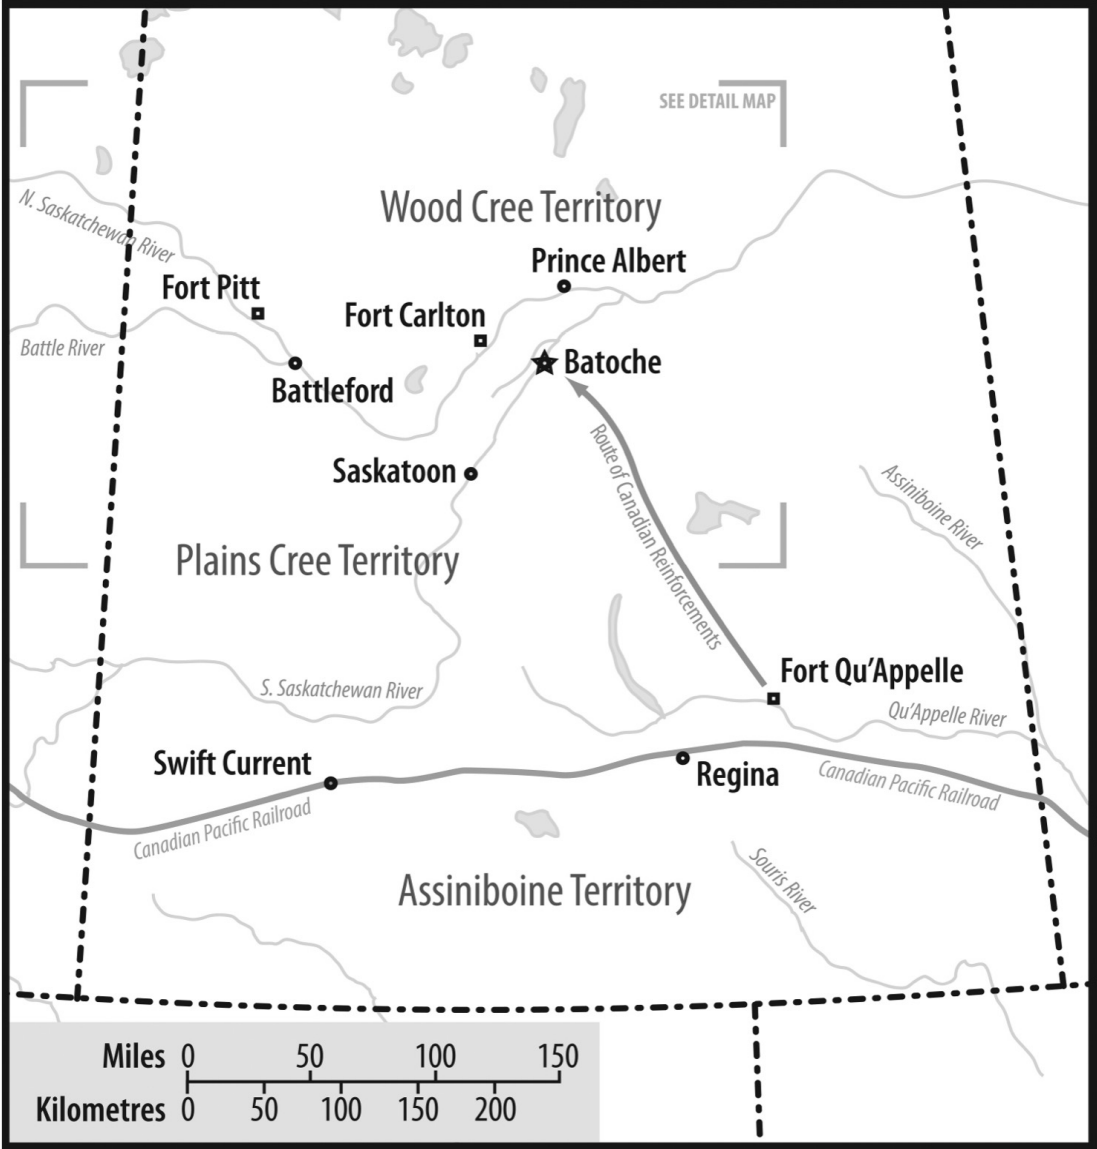 SEE DETAIL MAP
Wood Cree Territory
N. Saskatchewan River
Prince Albert
Fort Pitt
Fort Carlton
Battle River
Batoche
Battleford
Route of Canadian Reinforcements
Saskatoon
Assiniboine River
Plains Cree Territory
Fort Qu'Appelle
S. Saskatchewan River
Qu'Appelle River
Swift Current
Regina
Canadian Pacific Railroad
Canadian Pacific Railroad
Assiniboine Territory
Souris River
Miles 0 50 100 150
Kilometres 0 50 100 150 200